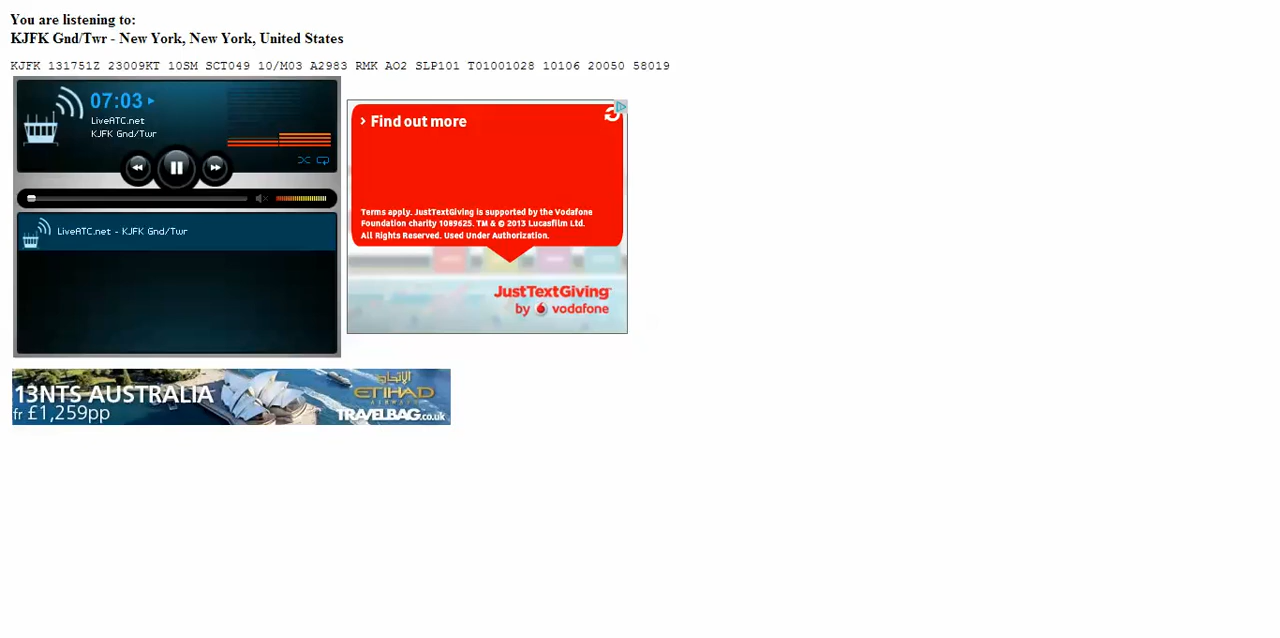 You are listening to:
KJFK Gnd/Twr - New York, New York, United States
KJFK 131751Z 23009KT 10SM SCT049 10/M03 A2983 RMK AO2 SLP101 T01001028 10106 20050 58019
07:03
LiveATC.net
KJFK Gnd/Twr
LiveATC.net - KJFK Gnd/Twr
› Find out more
Terms apply. JustTextGiving is supported by the Vodafone
Foundation charity 1089625. TM & © 2013 Lucasfilm Ltd.
All Rights Reserved. Used Under Authorization.
JustTextGiving™
by vodafone
13NTS AUSTRALIA
fr £1,259pp
الإتحاد
ETIHAD
AIRWAYS
TRAVELBAG.co.uk